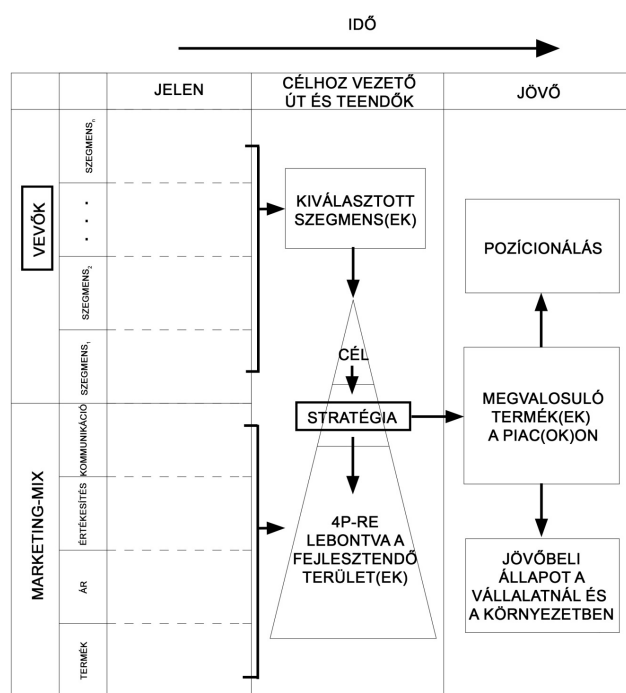 IDŐ
JELEN
CÉLHOZ VEZETŐ
ÚT ÉS TEENDŐK
JÖVŐ
VEVŐK
SZEGMENSₙ
. . .
SZEGMENS₂
SZEGMENS₁
KIVÁLASZTOTT
SZEGMENS(EK)
CÉL
STRATÉGIA
4P-RE
LEBONTVA A
FEJLESZTENDŐ
TERÜLET(EK)
POZÍCIONÁLÁS
MEGVALOSULÓ
TERMÉK(EK)
A PIAC(OK)ON
JÖVŐBELI
ÁLLAPOT A
VÁLLALATNÁL ÉS
A KÖRNYEZETBEN
MARKETING-MIX
KOMMUNIKÁCIÓ
ÉRTÉKESÍTÉS
ÁR
TERMÉK